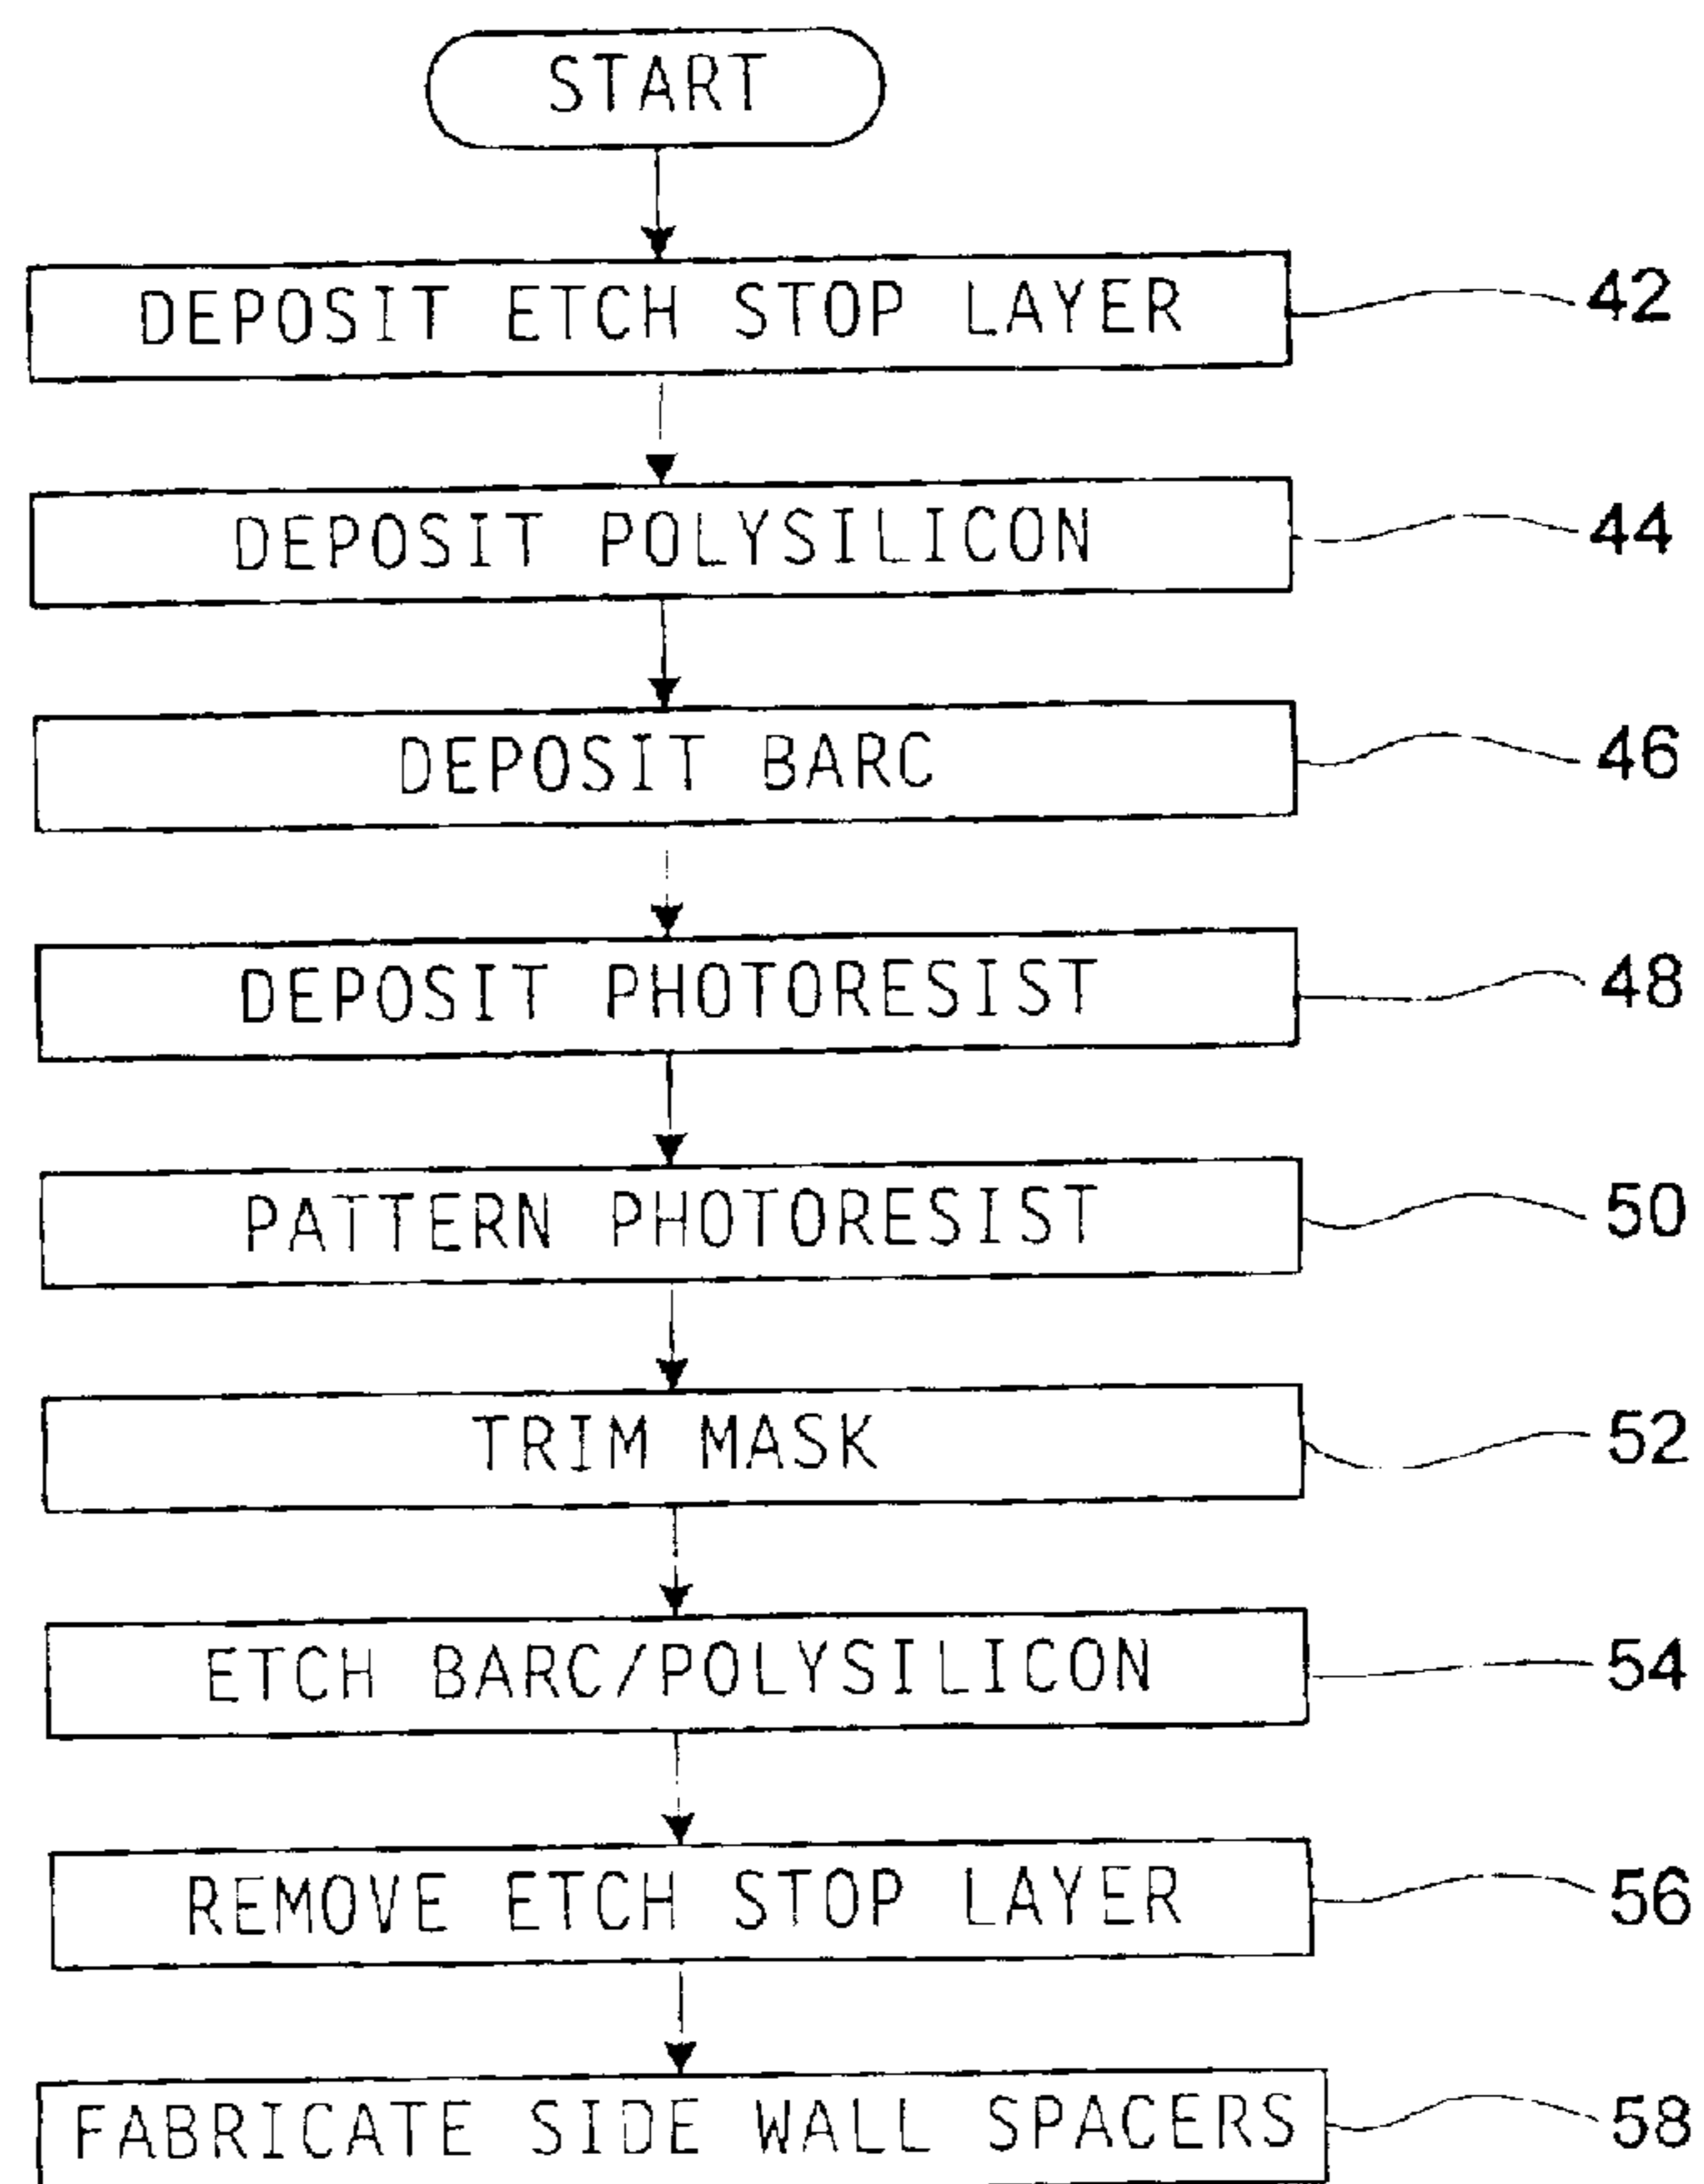 START
DEPOSIT ETCH STOP LAYER 42
DEPOSIT POLYSILICON 44
DEPOSIT BARC 46
DEPOSIT PHOTORESIST 48
PATTERN PHOTORESIST 50
TRIM MASK 52
ETCH BARC/POLYSILICON 54
REMOVE ETCH STOP LAYER 56
FABRICATE SIDE WALL SPACERS 58